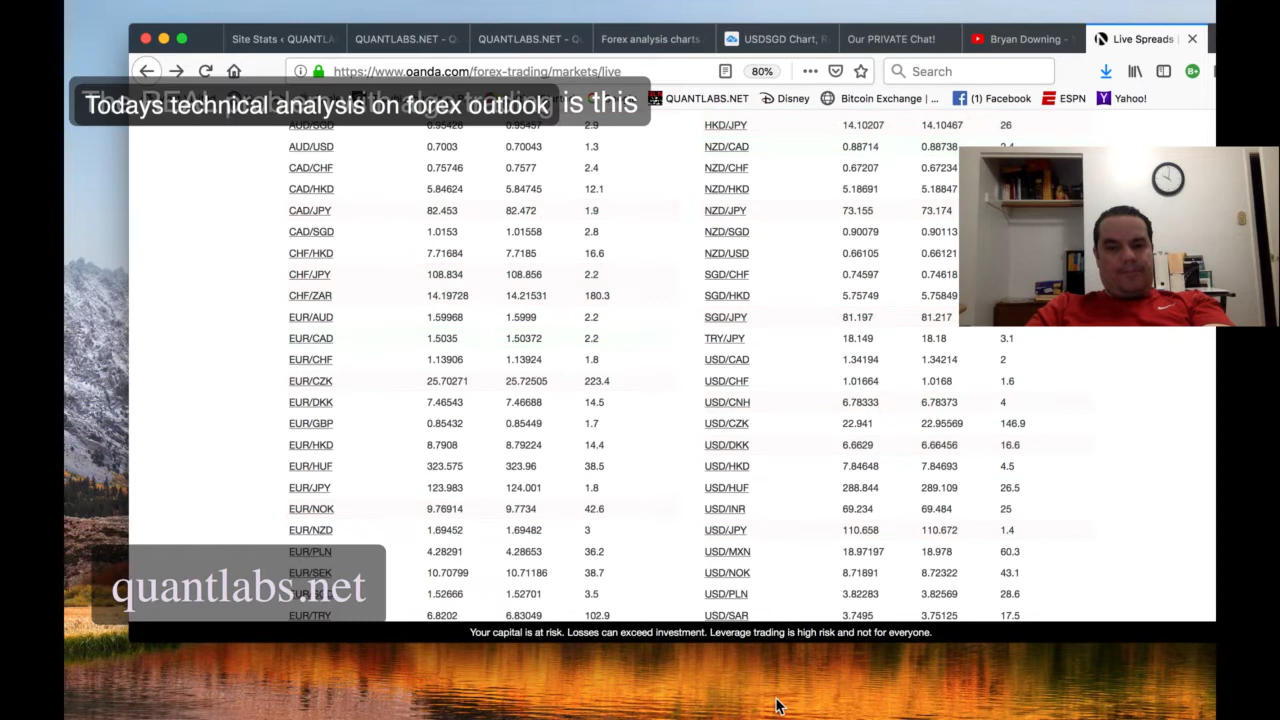 Site Stats ‹ QUANTLA
QUANTLABS.NET - Q
QUANTLABS.NET - Q
Forex analysis charts
USDSGD Chart, R
Our PRIVATE Chat!
Bryan Downing -
Live Spreads
https://www.oanda.com/forex-trading/markets/live
80%
Search
Todays technical analysis on forex outlook is this
QUANTLABS.NET
Disney
Bitcoin Exchange | ...
(1) Facebook
ESPN
Yahoo!
AUD/SGD 0.95428 0.95457 2.9 HKD/JPY 14.10207 14.10467 26
AUD/USD 0.7003 0.70043 1.3 NZD/CAD 0.88714 0.88738 2.4
CAD/CHF 0.75746 0.7577 2.4 NZD/CHF 0.67207 0.67234
CAD/HKD 5.84624 5.84745 12.1 NZD/HKD 5.18691 5.18847
CAD/JPY 82.453 82.472 1.9 NZD/JPY 73.155 73.174
CAD/SGD 1.0153 1.01558 2.8 NZD/SGD 0.90079 0.90113
CHF/HKD 7.71684 7.7185 16.6 NZD/USD 0.66105 0.66121
CHF/JPY 108.834 108.856 2.2 SGD/CHF 0.74597 0.74618
CHF/ZAR 14.19728 14.21531 180.3 SGD/HKD 5.75749 5.75849
EUR/AUD 1.59968 1.5999 2.2 SGD/JPY 81.197 81.217
EUR/CAD 1.5035 1.50372 2.2 TRY/JPY 18.149 18.18 3.1
EUR/CHF 1.13906 1.13924 1.8 USD/CAD 1.34194 1.34214 2
EUR/CZK 25.70271 25.72505 223.4 USD/CHF 1.01664 1.0168 1.6
EUR/DKK 7.46543 7.46688 14.5 USD/CNH 6.78333 6.78373 4
EUR/GBP 0.85432 0.85449 1.7 USD/CZK 22.941 22.95569 146.9
EUR/HKD 8.7908 8.79224 14.4 USD/DKK 6.6629 6.66456 16.6
EUR/HUF 323.575 323.96 38.5 USD/HKD 7.84648 7.84693 4.5
EUR/JPY 123.983 124.001 1.8 USD/HUF 288.844 289.109 26.5
EUR/NOK 9.76914 9.7734 42.6 USD/INR 69.234 69.484 25
EUR/NZD 1.69452 1.69482 3 USD/JPY 110.658 110.672 1.4
EUR/PLN 4.28291 4.28653 36.2 USD/MXN 18.97197 18.978 60.3
EUR/SEK 10.70799 10.71186 38.7 USD/NOK 8.71891 8.72322 43.1
quantlabs.net
1.52666 1.52701 3.5 USD/PLN 3.82283 3.82569 28.6
EUR/TRY 6.8202 6.83049 102.9 USD/SAR 3.7495 3.75125 17.5
Your capital is at risk. Losses can exceed investment. Leverage trading is high risk and not for everyone.